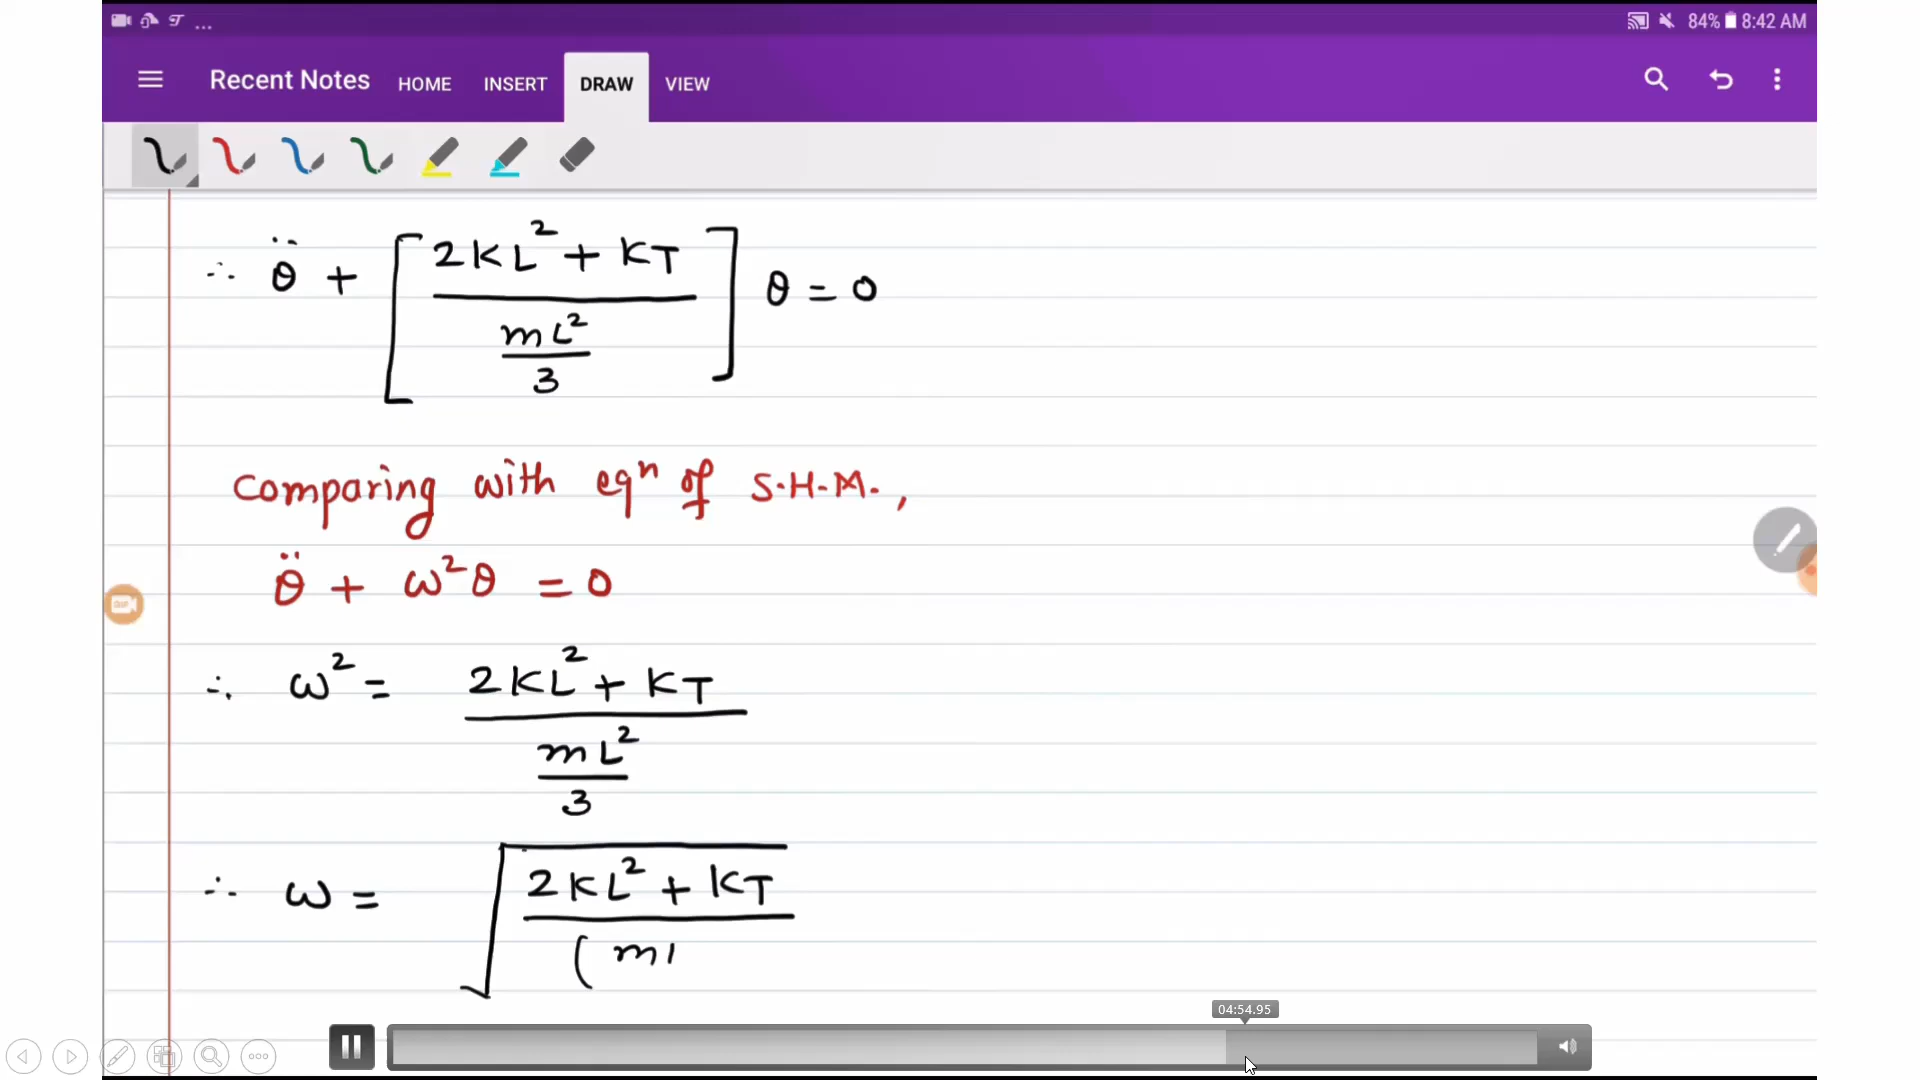 ...
84% 8:42 AM
Recent Notes HOME INSERT DRAW VIEW
∴ θ̈ + [ (2KL² + KT) / (mL²/3) ] θ = 0
Comparing with eqⁿ of S.H.M.,
θ̈ + ω²θ = 0
∴ ω² = (2KL² + KT) / (mL²/3)
∴ ω = √( (2KL² + KT) / ( m
04:54.95